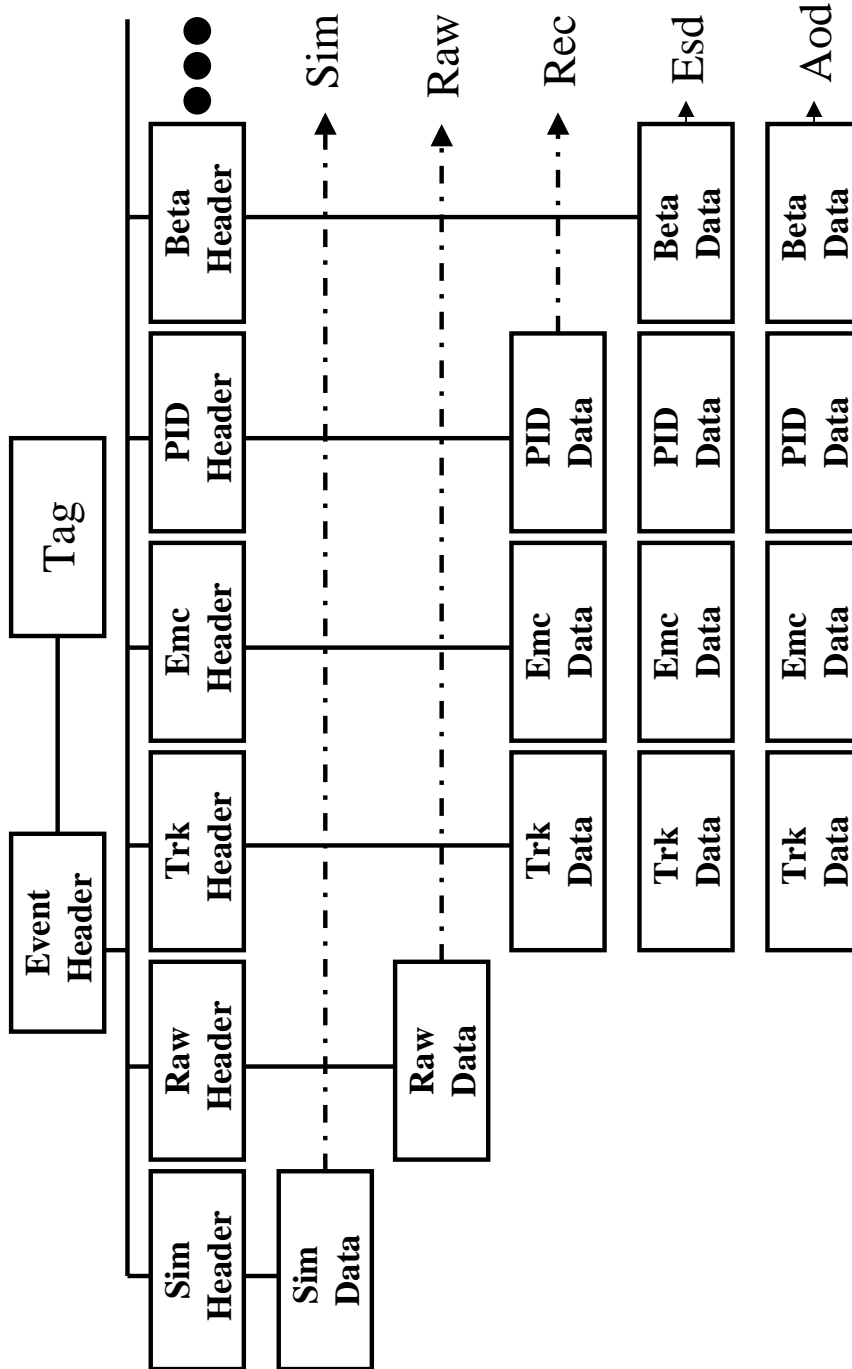 Event
Header
Tag
Sim
Header
Raw
Header
Trk
Header
Emc
Header
PID
Header
Beta
Header
Sim
Data
Sim
Raw
Data
Raw
Trk
Data
Emc
Data
PID
Data
Rec
Trk
Data
Emc
Data
PID
Data
Beta
Data
Esd
Trk
Data
Emc
Data
PID
Data
Beta
Data
Aod